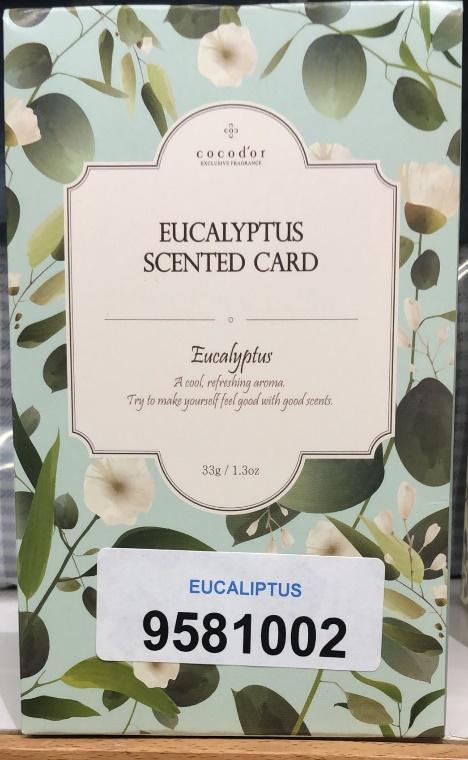 cocod'or
EXCLUSIVE FRAGRANCE
EUCALYPTUS
SCENTED CARD
Eucalyptus
A cool, refreshing aroma.
Try to make yourself feel good with good scents.
33g / 1.3oz
EUCALIPTUS
9581002